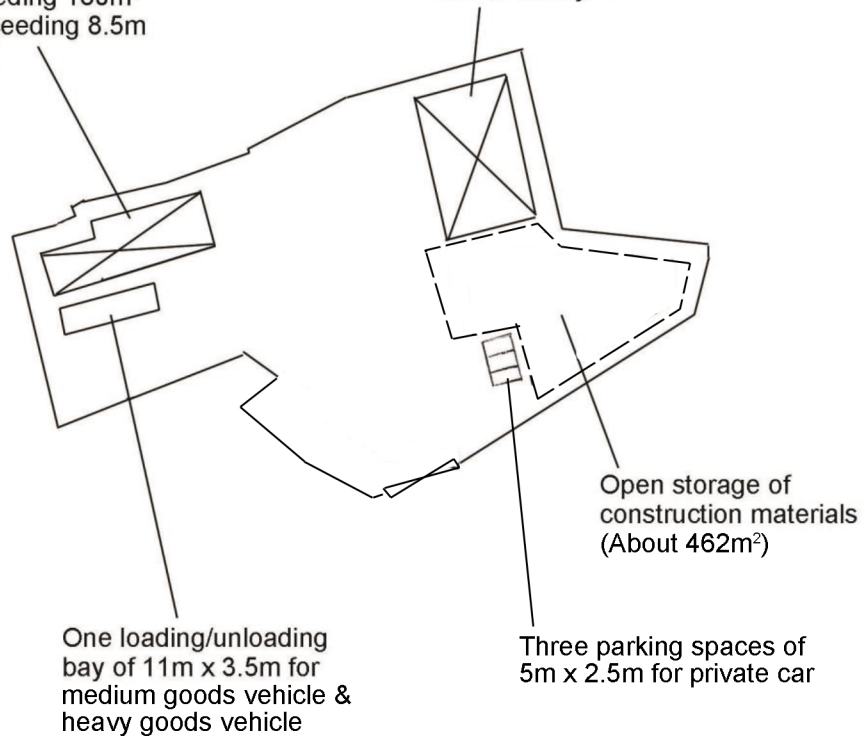 eeding 8.5m
Open storage of
construction materials
(About 462m²)
One loading/unloading
bay of 11m x 3.5m for
medium goods vehicle &
heavy goods vehicle
Three parking spaces of
5m x 2.5m for private car